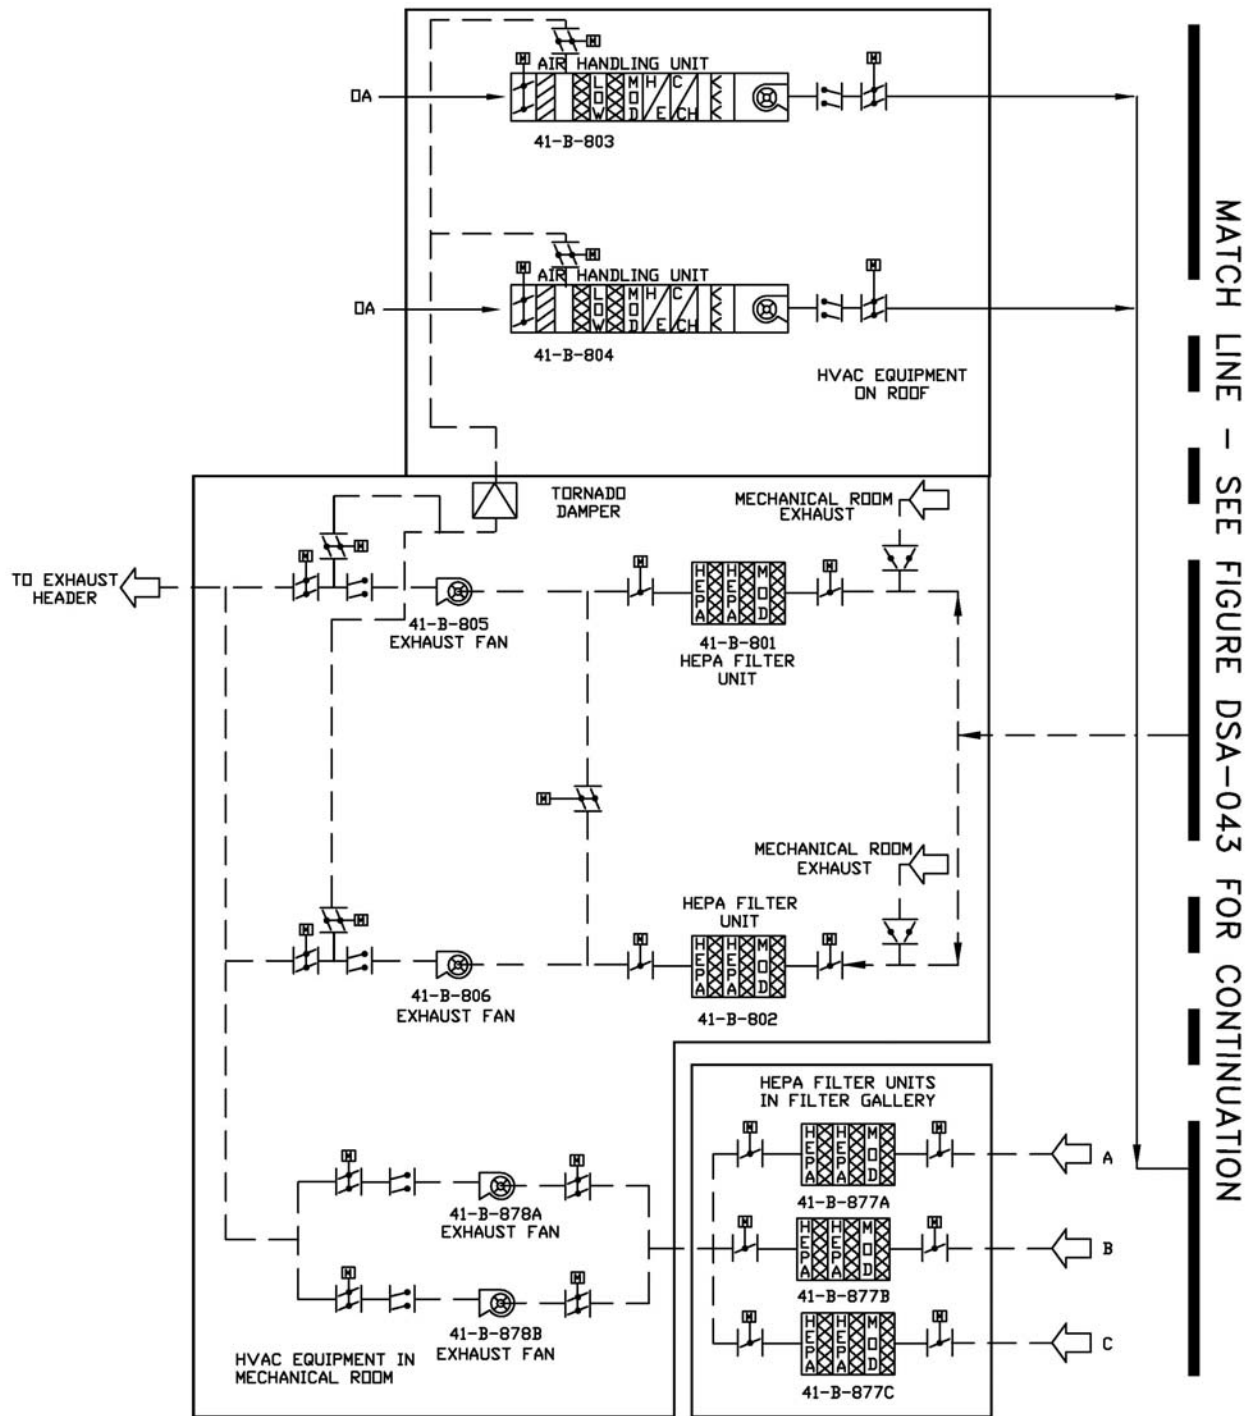 AIR HANDLING UNIT
M
M
M
OA
L O W
M O D
H E
C CH
41-B-803
AIR HANDLING UNIT
M
M
M
OA
L O W
M O D
H E
C CH
41-B-804
HVAC EQUIPMENT
ON ROOF
TORNADO
DAMPER
MECHANICAL ROOM
EXHAUST
M
M
M
M
TO EXHAUST
HEADER
HEPA
HEPA
MOD
41-B-805
EXHAUST FAN
41-B-801
HEPA FILTER
UNIT
M
MECHANICAL ROOM
EXHAUST
HEPA FILTER
UNIT
M
M
M
M
HEPA
HEPA
MOD
41-B-806
EXHAUST FAN
41-B-802
HEPA FILTER UNITS
IN FILTER GALLERY
M
M
HEPA
HEPA
MOD
A
41-B-877A
M
M
41-B-878A
EXHAUST FAN
M
M
HEPA
HEPA
MOD
B
41-B-877B
M
M
41-B-878B
EXHAUST FAN
M
M
HEPA
HEPA
MOD
C
41-B-877C
HVAC EQUIPMENT IN
MECHANICAL ROOM
MATCH LINE - SEE FIGURE DSA-043 FOR CONTINUATION